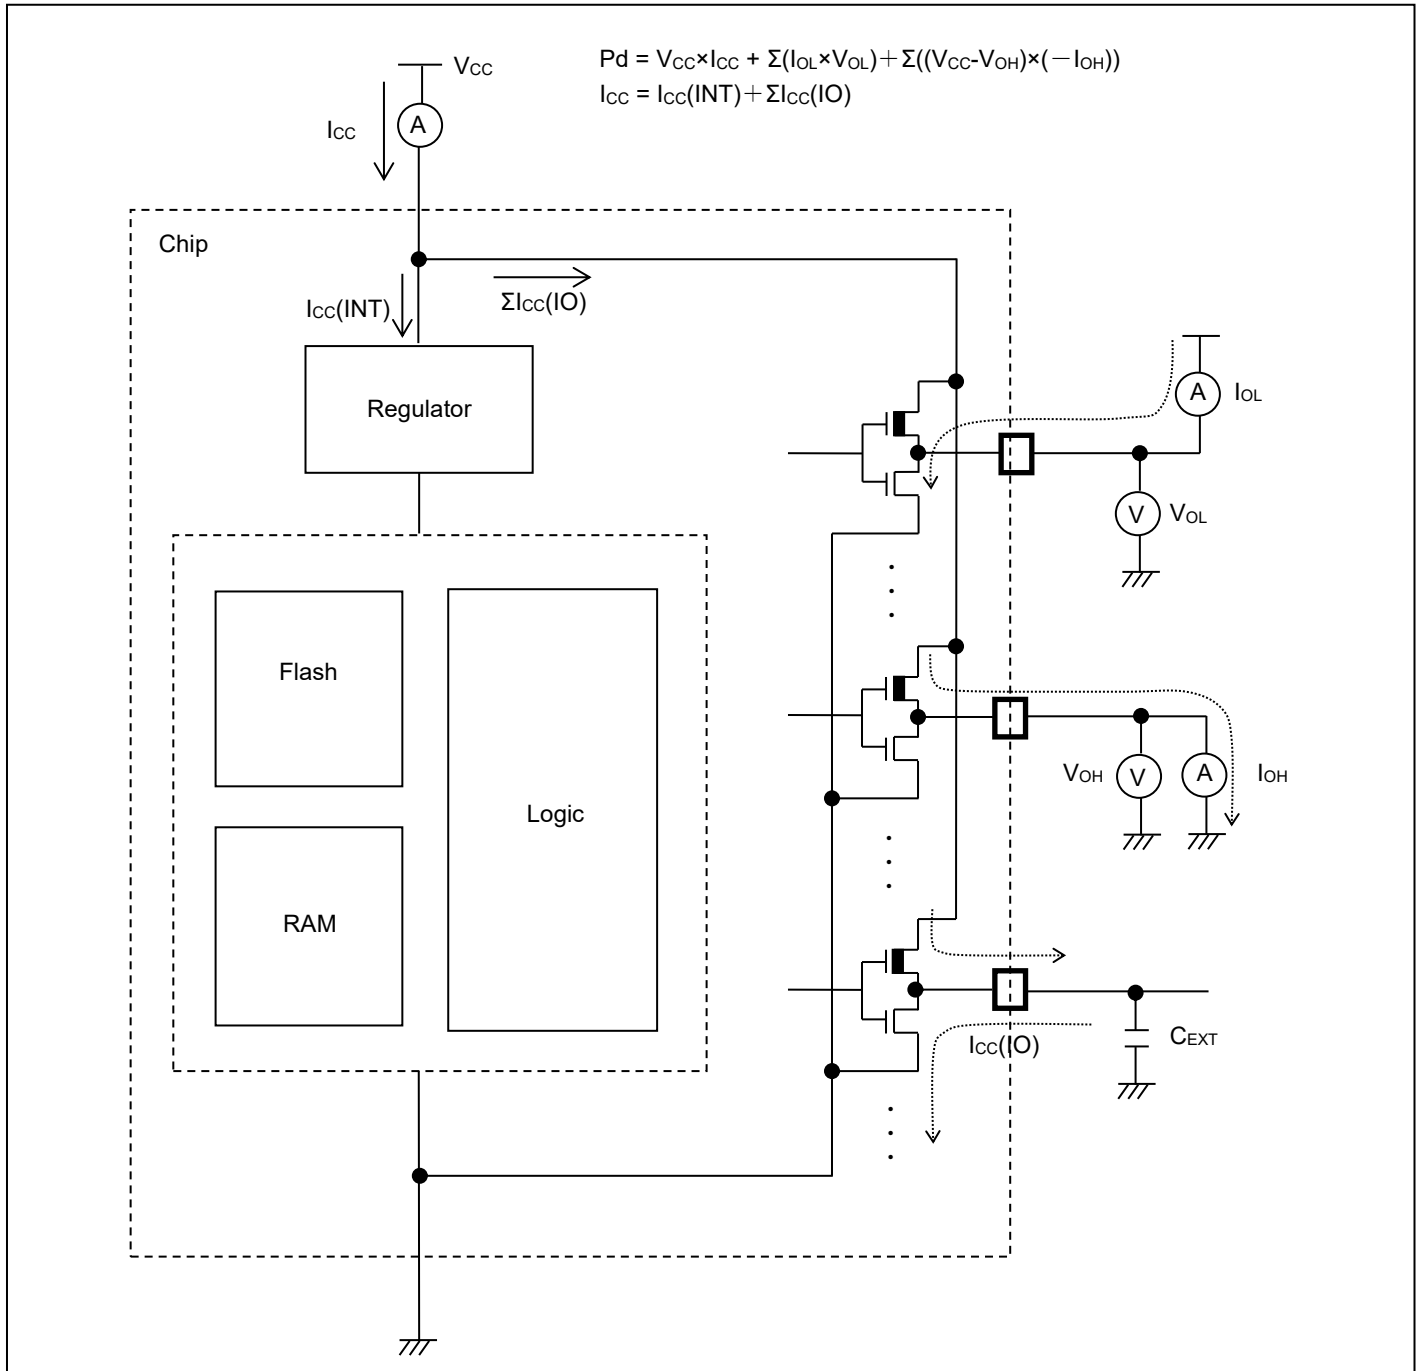 Pd = VCC×ICC + Σ(IOL×VOL)+Σ((VCC-VOH)×(-IOH))
ICC = ICC(INT)+ΣICC(IO)
VCC
A
ICC
Chip
ICC(INT)
ΣICC(IO)
Regulator
A
IOL
V
VOL
Flash
Logic
RAM
VOH
V
A
IOH
ICC(IO)
CEXT